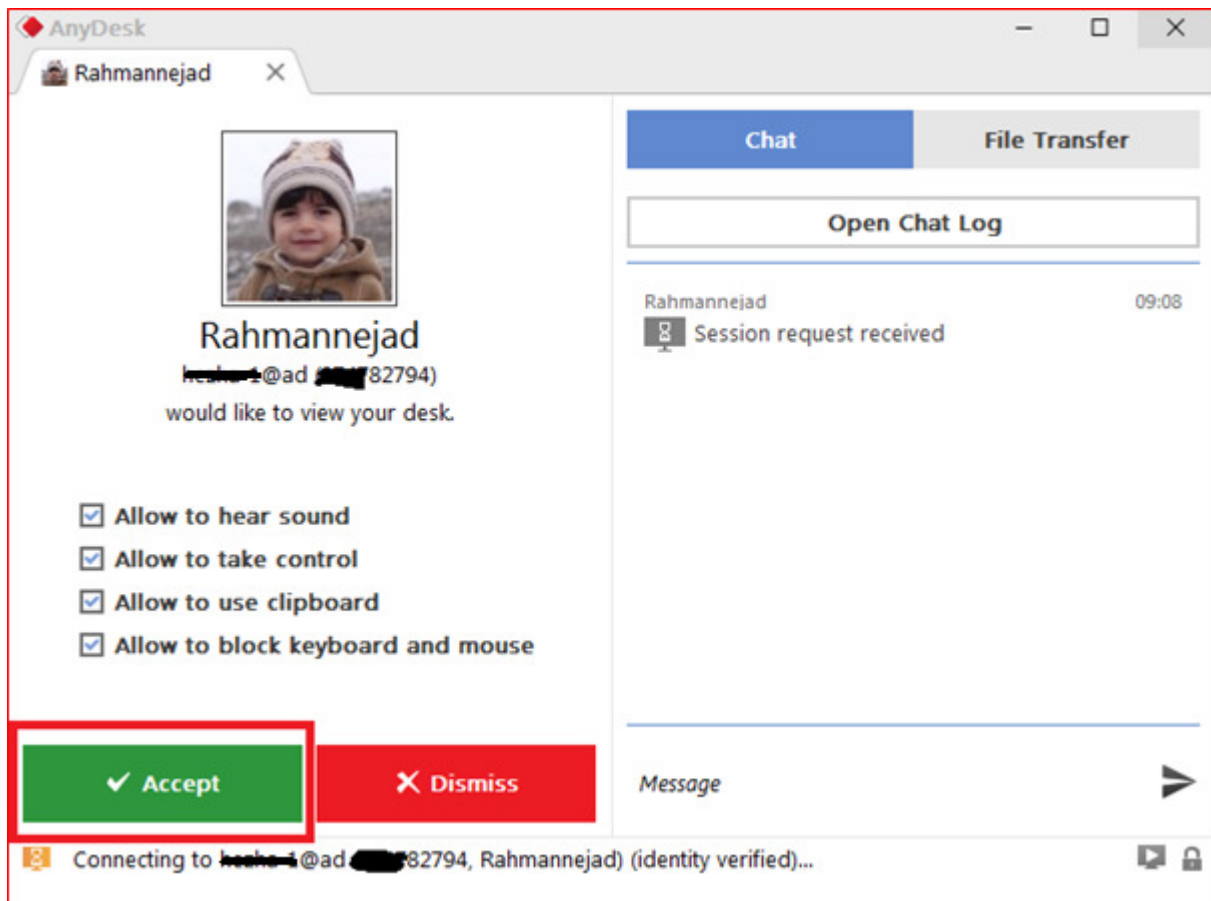 AnyDesk
Rahmannejad
Chat
File Transfer
Open Chat Log
Rahmannejad 09:08
Session request received
Rahmannejad
@ad 82794)
would like to view your desk.
Allow to hear sound
Allow to take control
Allow to use clipboard
Allow to block keyboard and mouse
Accept
Dismiss
Message
Connecting to @ad 82794, Rahmannejad) (identity verified)...